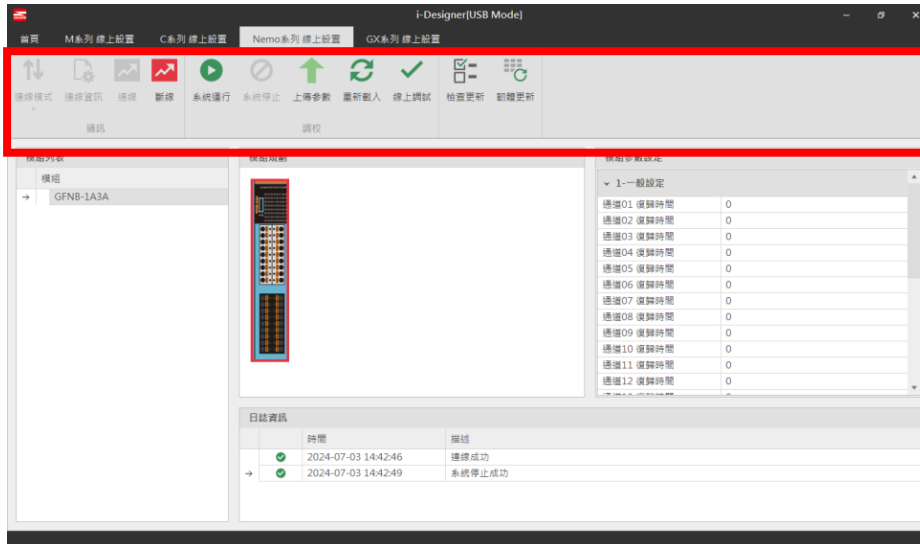 i-Designer[USB Mode]
首頁 M系列 線上設置 C系列 線上設置 Nemo系列 線上設置 GX系列 線上設置
連線模式 連線資訊 連線 斷線 系統運行 系統停止 上傳參數 重新載入 線上調試 檢查更新 韌體更新
通訊 調校
模組列表 模組規劃 模組參數設定
模組
GFNB-1A3A
1-一般設定
通道01 復歸時間 0
通道02 復歸時間 0
通道03 復歸時間 0
通道04 復歸時間 0
通道05 復歸時間 0
通道06 復歸時間 0
通道07 復歸時間 0
通道08 復歸時間 0
通道09 復歸時間 0
通道10 復歸時間 0
通道11 復歸時間 0
通道12 復歸時間 0
日誌資訊
時間 描述
2024-07-03 14:42:46 連線成功
2024-07-03 14:42:49 系統停止成功